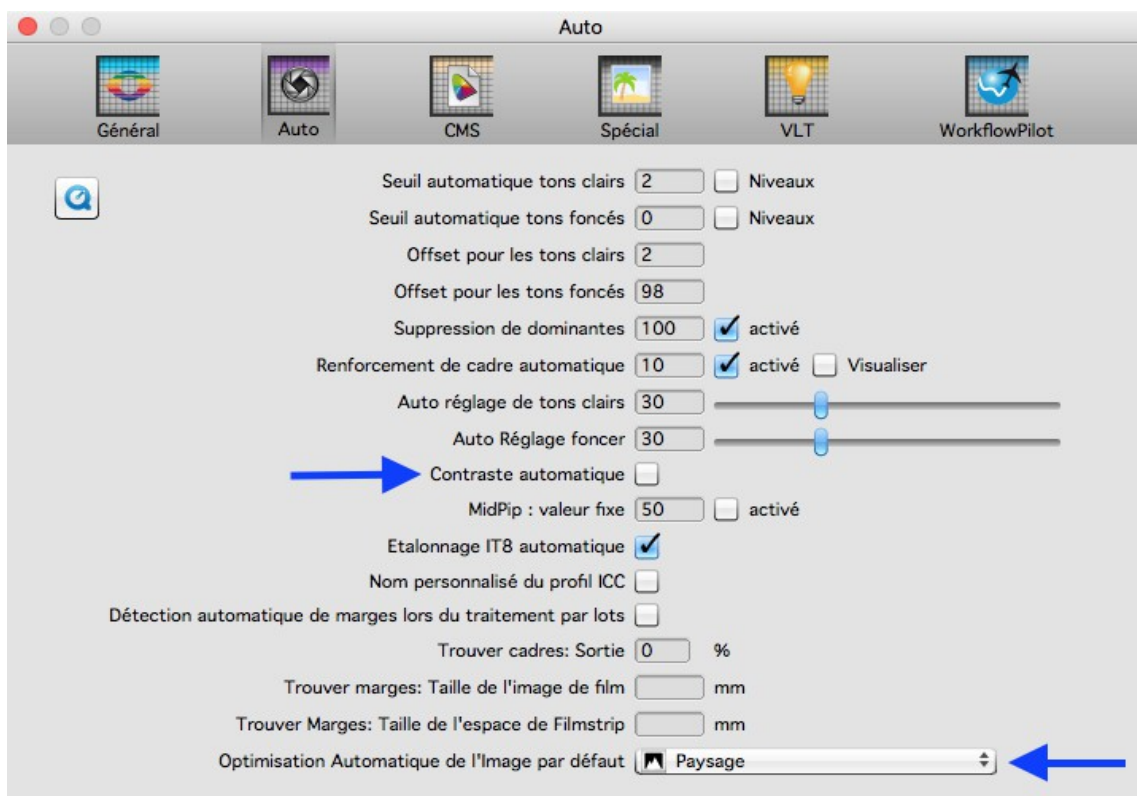 Auto
Général Auto CMS Spécial VLT WorkflowPilot
Seuil automatique tons clairs 2 Niveaux
Seuil automatique tons foncés 0 Niveaux
Offset pour les tons clairs 2
Offset pour les tons foncés 98
Suppression de dominantes 100 activé
Renforcement de cadre automatique 10 activé Visualiser
Auto réglage de tons clairs 30
Auto Réglage foncer 30
Contraste automatique
MidPip : valeur fixe 50 activé
Etalonnage IT8 automatique
Nom personnalisé du profil ICC
Détection automatique de marges lors du traitement par lots
Trouver cadres: Sortie 0 %
Trouver marges: Taille de l'image de film mm
Trouver Marges: Taille de l'espace de Filmstrip mm
Optimisation Automatique de l'Image par défaut Paysage